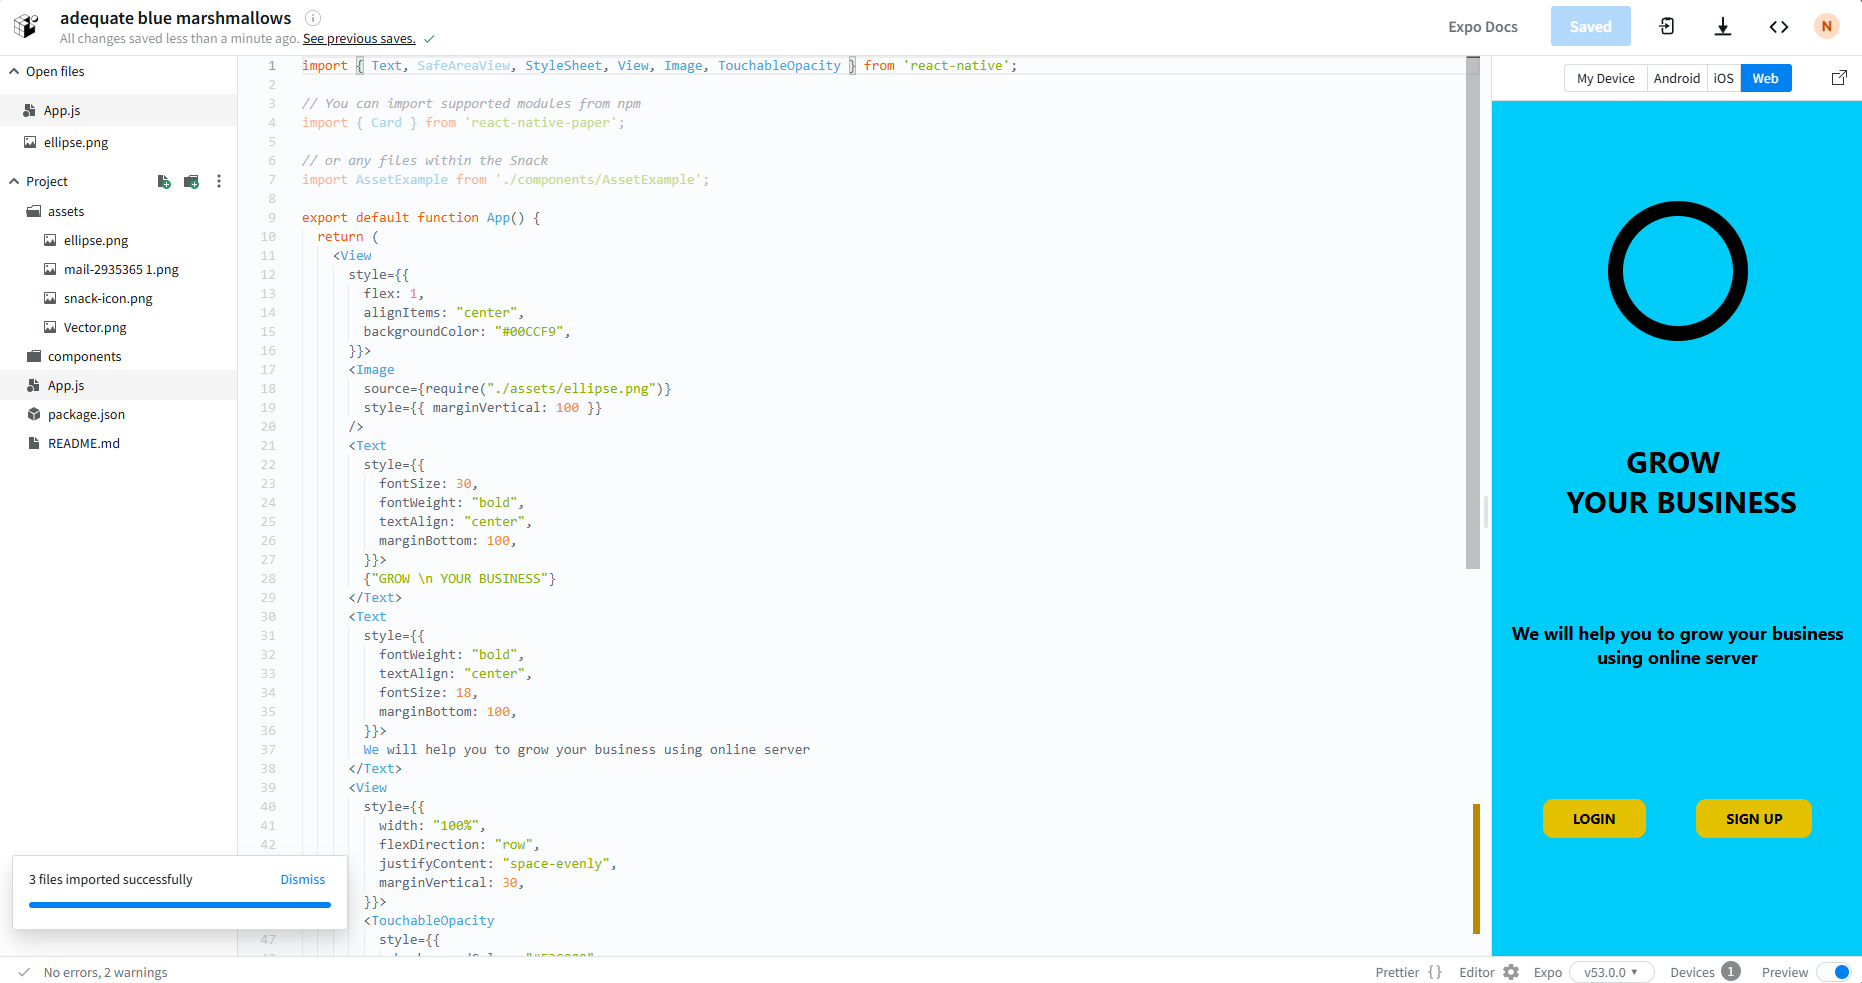 adequate blue marshmallows
All changes saved less than a minute ago. See previous saves.
Expo Docs
Saved
N
Open files
App.js
ellipse.png
Project
assets
ellipse.png
mail-2935365 1.png
snack-icon.png
Vector.png
components
App.js
package.json
README.md
3 files imported successfully
Dismiss
1 import { Text, SafeAreaView, StyleSheet, View, Image, TouchableOpacity } from 'react-native';
2
3 // You can import supported modules from npm
4 import { Card } from 'react-native-paper';
5
6 // or any files within the Snack
7 import AssetExample from './components/AssetExample';
8
9 export default function App() {
10 return (
11 <View
12 style={{
13 flex: 1,
14 alignItems: "center",
15 backgroundColor: "#00CCF9",
16 }}>
17 <Image
18 source={require("./assets/ellipse.png")}
19 style={{ marginVertical: 100 }}
20 />
21 <Text
22 style={{
23 fontSize: 30,
24 fontWeight: "bold",
25 textAlign: "center",
26 marginBottom: 100,
27 }}>
28 {"GROW \n YOUR BUSINESS"}
29 </Text>
30 <Text
31 style={{
32 fontWeight: "bold",
33 textAlign: "center",
34 fontSize: 18,
35 marginBottom: 100,
36 }}>
37 We will help you to grow your business using online server
38 </Text>
39 <View
40 style={{
41 width: "100%",
42 flexDirection: "row",
justifyContent: "space-evenly",
marginVertical: 30,
}}>
<TouchableOpacity
47 style={{
My Device
Android
iOS
Web
GROW
YOUR BUSINESS
We will help you to grow your business
using online server
LOGIN
SIGN UP
No errors, 2 warnings
Prettier {}
Editor
Expo
v53.0.0
Devices 1
Preview